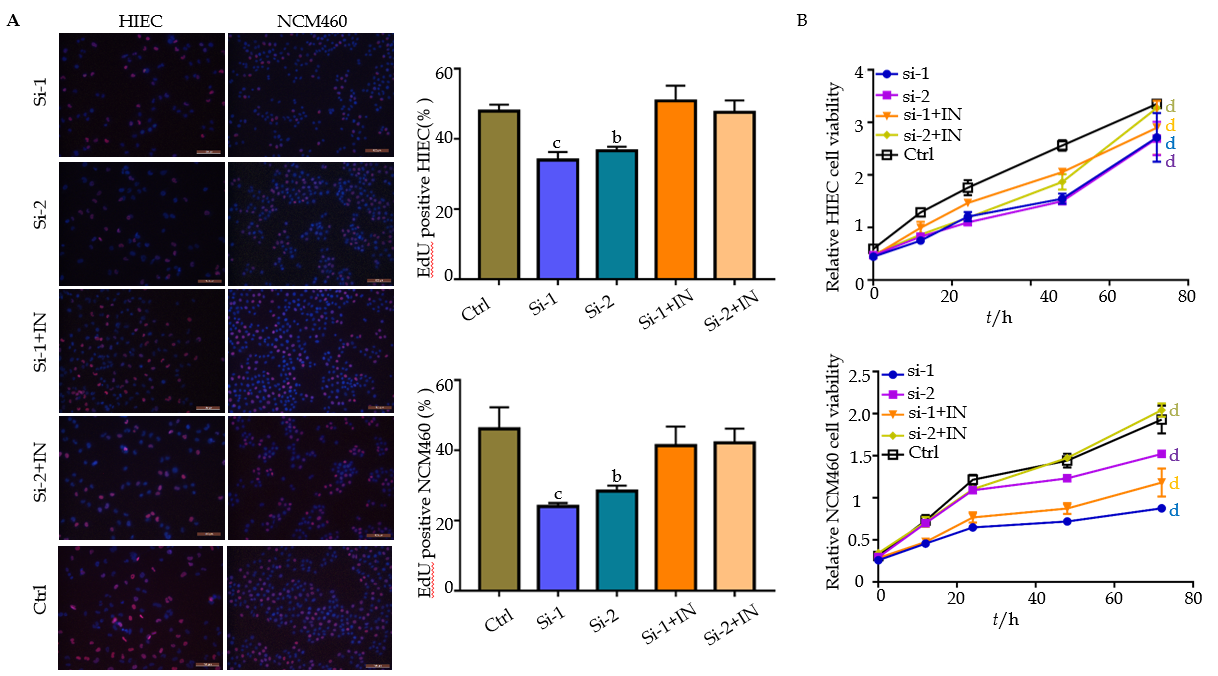 A
HIEC
NCM460
Si-1
Si-2
Si-1+IN
Si-2+IN
Ctrl
EdU positive HIEC(% )
60
40
20
0
c
b
Ctrl
Si-1
Si-2
Si-1+IN
Si-2+IN
EdU positive NCM460 (% )
60
40
20
0
c
b
Ctrl
Si-1
Si-2
Si-1+IN
Si-2+IN
B
Relative HIEC cell viability
4
3
2
1
0
si-1
si-2
si-1+IN
si-2+IN
Ctrl
d
d
d
d
0
20
40
60
80
t/h
Relative NCM460 cell viability
2.5
2.0
1.5
1
0.5
0
si-1
si-2
si-1+IN
si-2+IN
Ctrl
d
d
d
d
0
20
40
60
80
t/h